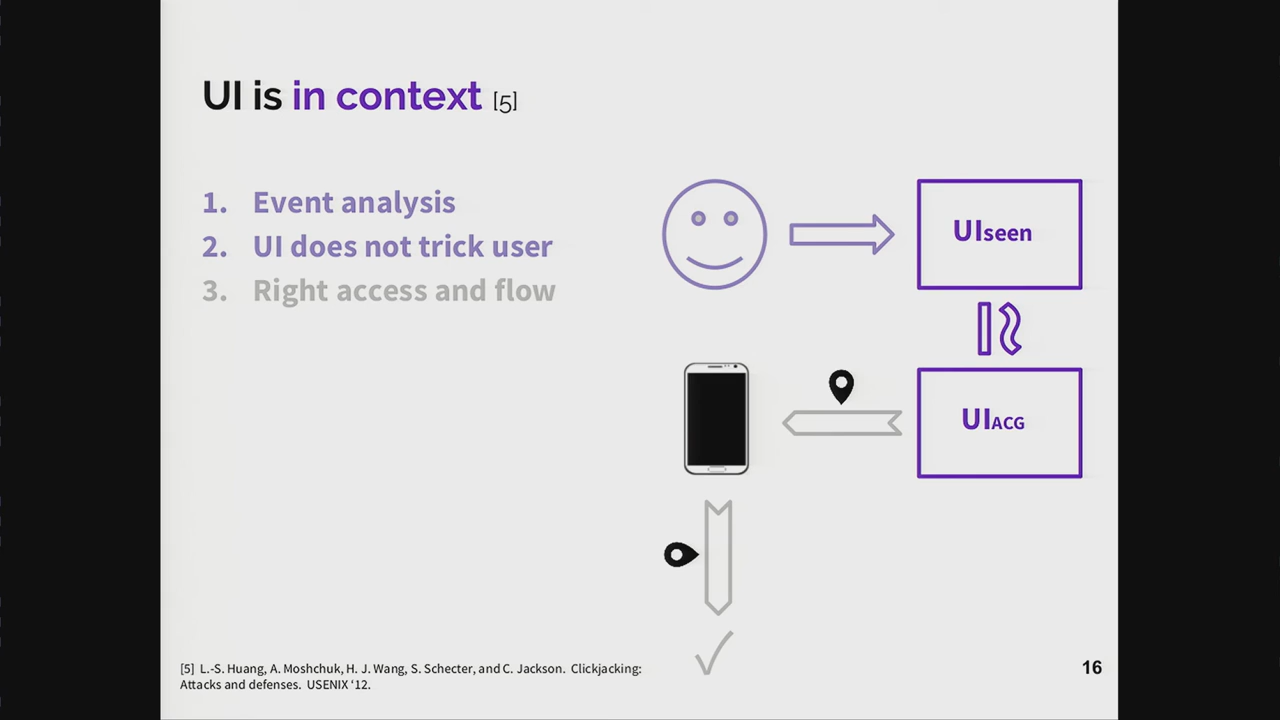 UI is in context [5]
1. Event analysis
2. UI does not trick user
3. Right access and flow
UIseen
UIACG
[5] L.-S. Huang, A. Moshchuk, H. J. Wang, S. Schecter, and C. Jackson. Clickjacking:
Attacks and defenses. USENIX ‘12.
16